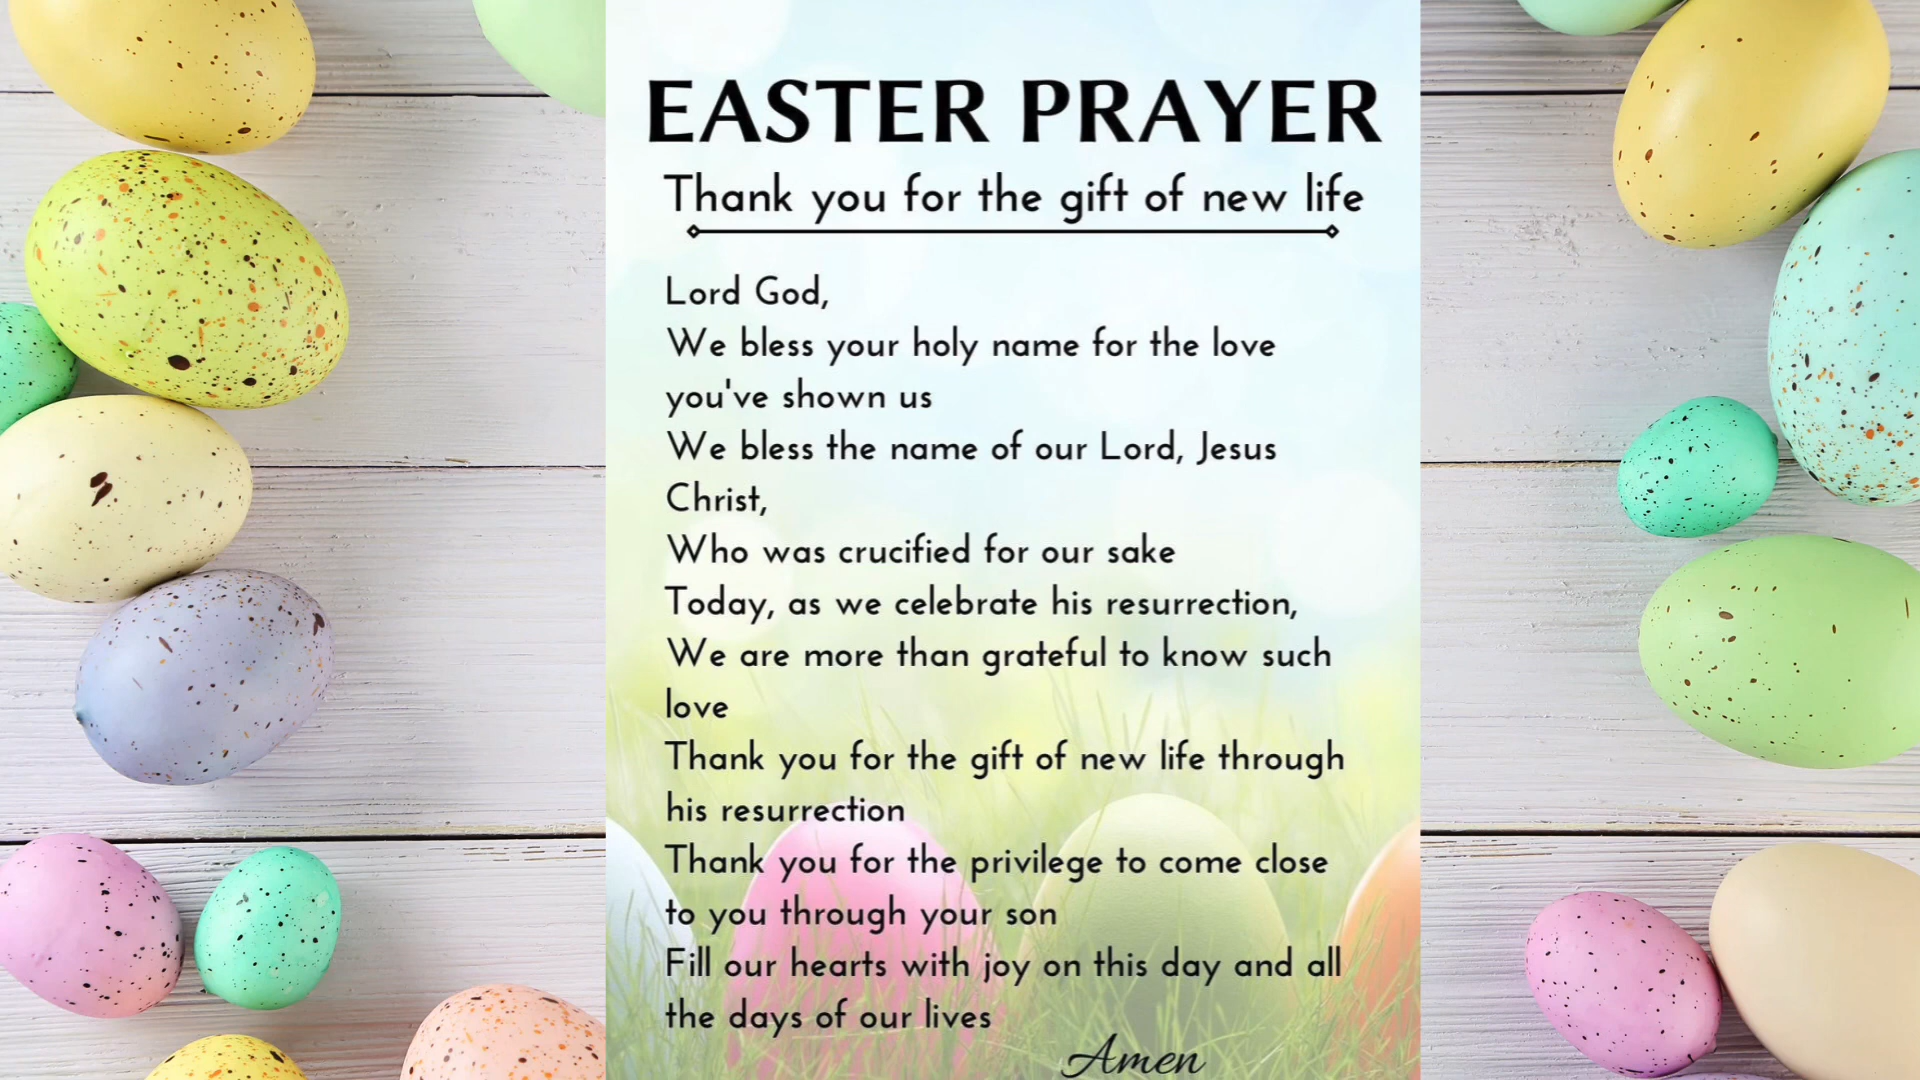 EASTER PRAYER
Thank you for the gift of new life
Lord God,
We bless your holy name for the love
you've shown us
We bless the name of our Lord, Jesus
Christ,
Who was crucified for our sake
Today, as we celebrate his resurrection,
We are more than grateful to know such
love
Thank you for the gift of new life through
his resurrection
Thank you for the privilege to come close
to you through your son
Fill our hearts with joy on this day and all
the days of our lives
Amen